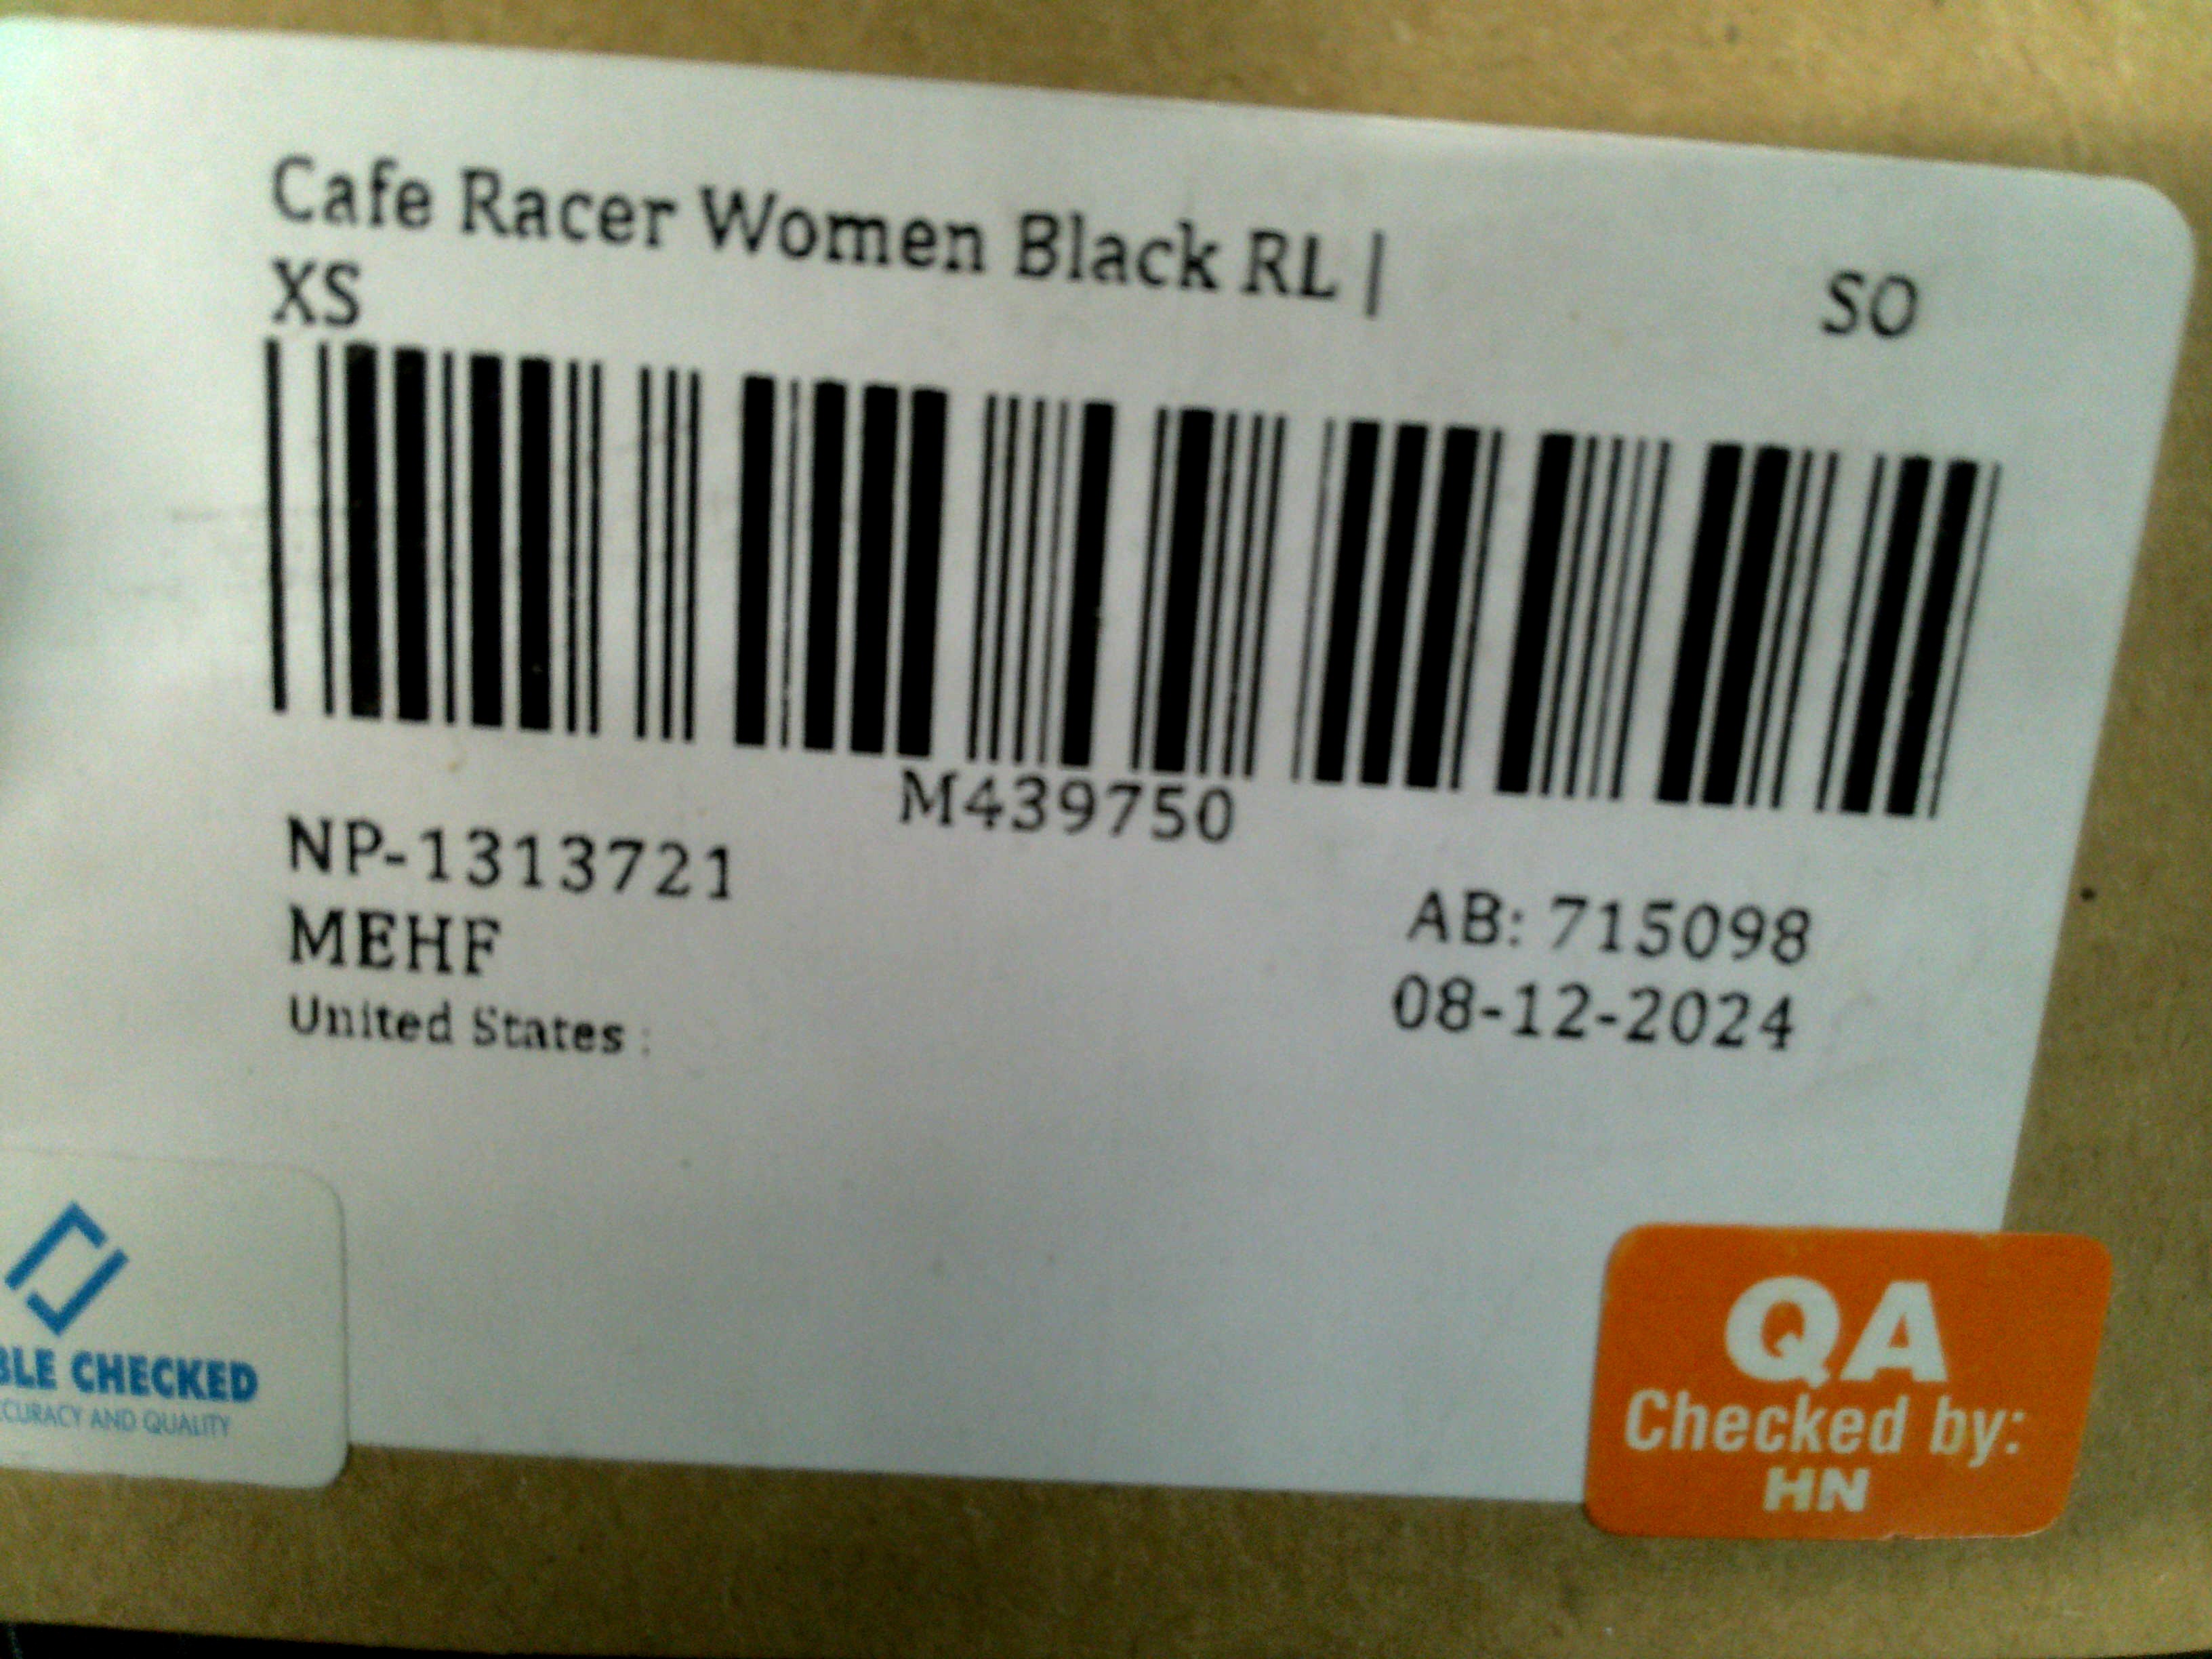 Cafe Racer Women Black RL |
XS
SO
M439750
NP-1313721
MEHF
United States :
AB: 715098
08-12-2024
BLE CHECKED
CURACY AND QUALITY
QA
Checked by:
HN